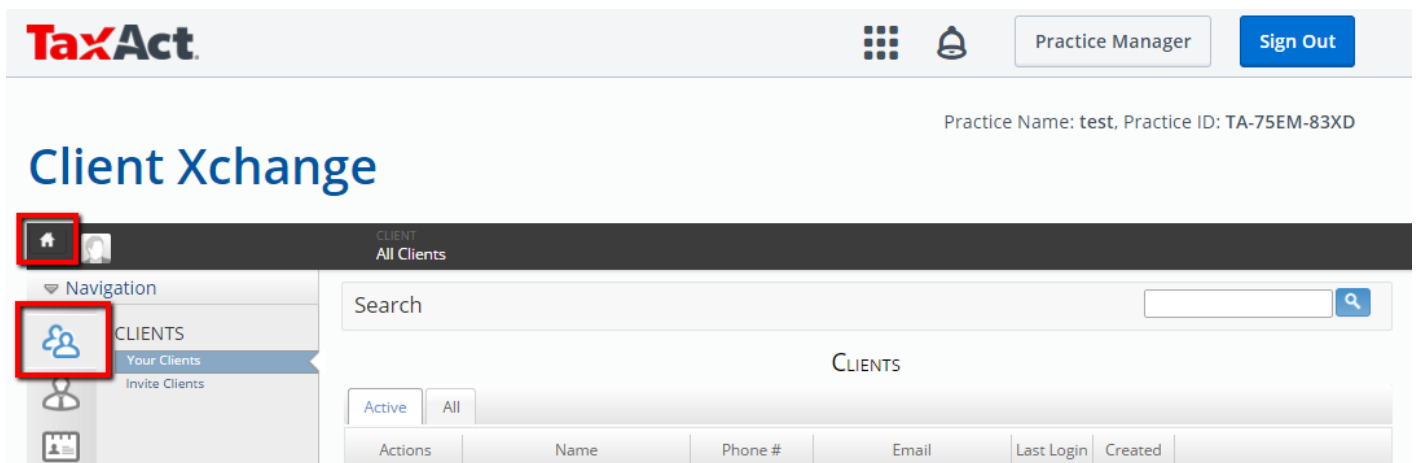 TaxAct.
Practice Manager
Sign Out
Practice Name: test, Practice ID: TA-75EM-83XD
Client Xchange
CLIENT
All Clients
Navigation
Search
CLIENTS
Your Clients
Invite Clients
CLIENTS
Active All
Actions Name Phone # Email Last Login Created